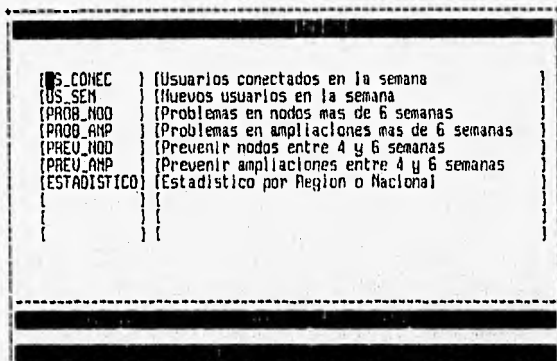 [US_CONEC   ] [Usuarios conectados en la semana           ]
[US_SEM     ] [Nuevos usuarios en la semana               ]
[PROB_NOD   ] [Problemas en nodos mas de 6 semanas        ]
[PROB_AMP   ] [Problemas en ampliaciones mas de 6 semanas ]
[PREV_NOD   ] [Prevenir nodos entre 4 y 6 semanas         ]
[PREV_AMP   ] [Prevenir ampliaciones entre 4 y 6 semanas  ]
[ESTADISTICO] [Estadistico por Region o Nacional          ]
[           ] [                                           ]
[           ] [                                           ]
[           ] [                                           ]